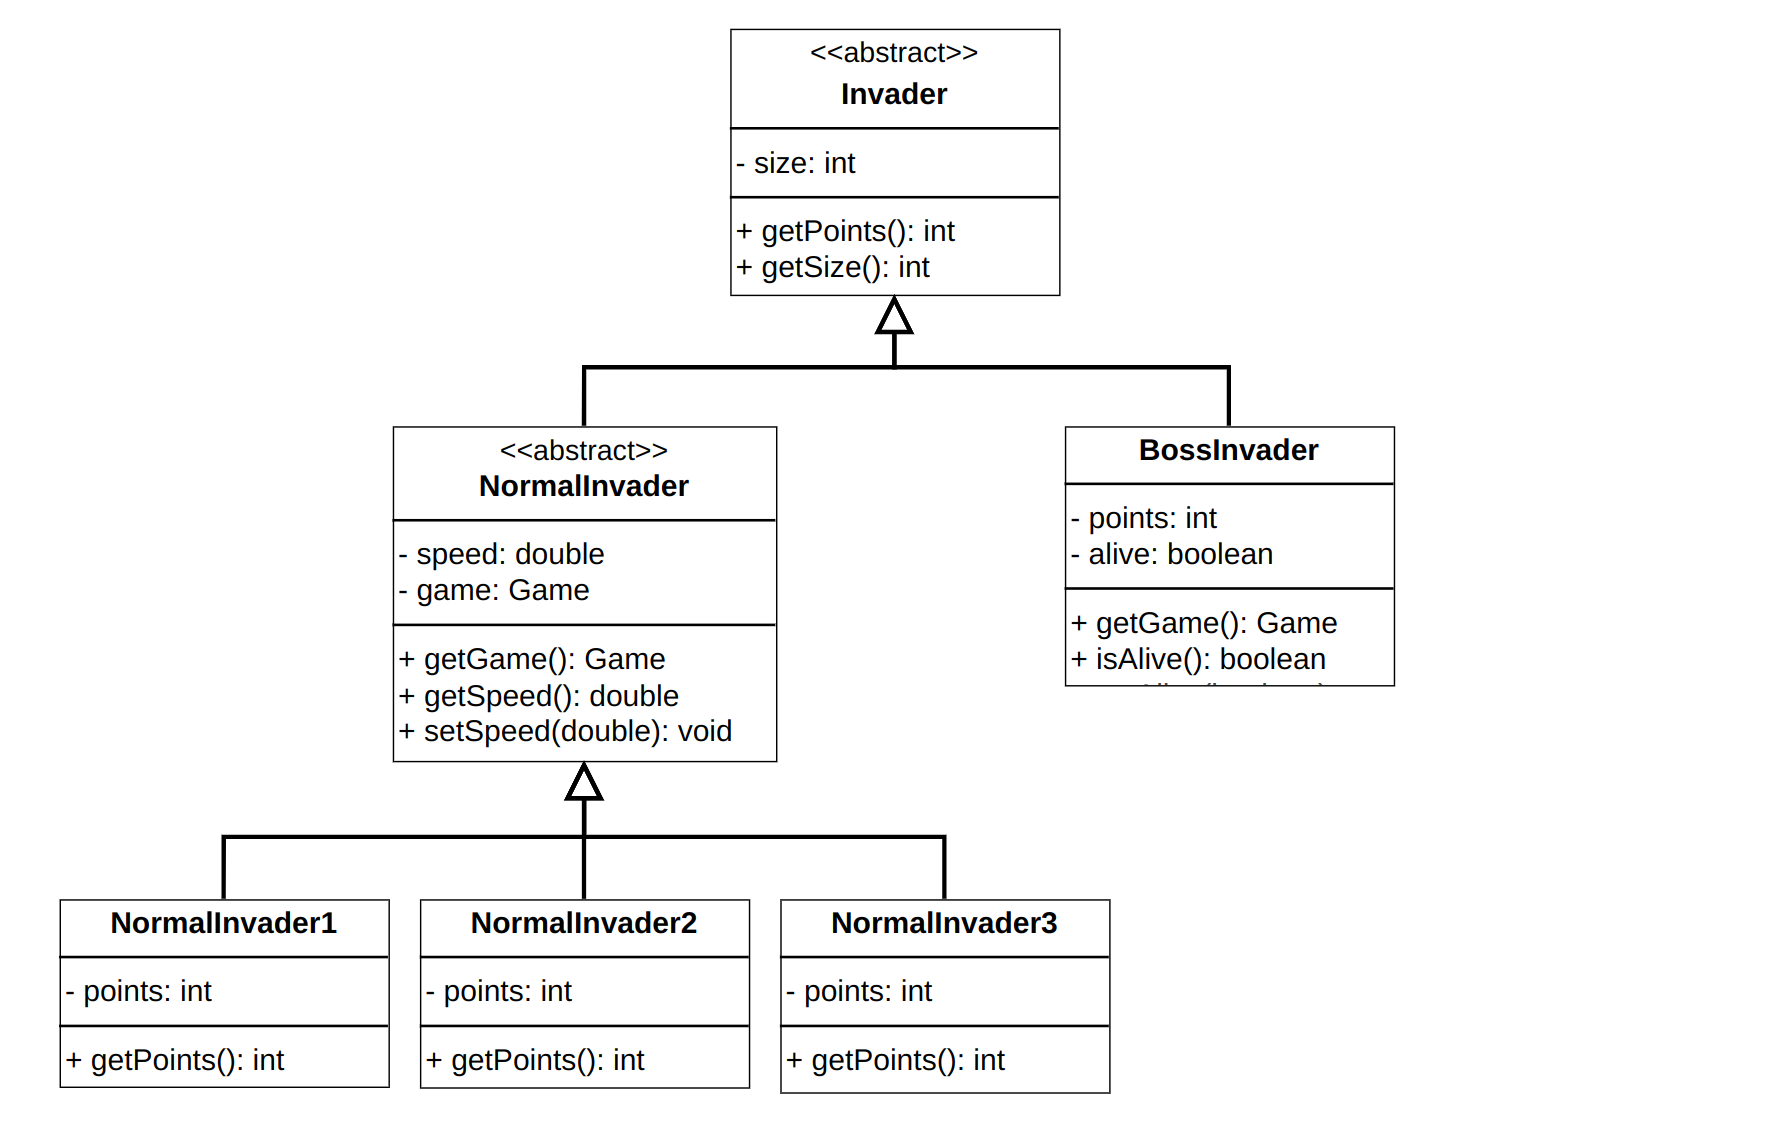 <<abstract>>
Invader
- size: int
+ getPoints(): int
+ getSize(): int
<<abstract>>
NormalInvader
- speed: double
- game: Game
+ getGame(): Game
+ getSpeed(): double
+ setSpeed(double): void
BossInvader
- points: int
- alive: boolean
+ getGame(): Game
+ isAlive(): boolean
NormalInvader1
- points: int
+ getPoints(): int
NormalInvader2
- points: int
+ getPoints(): int
NormalInvader3
- points: int
+ getPoints(): int